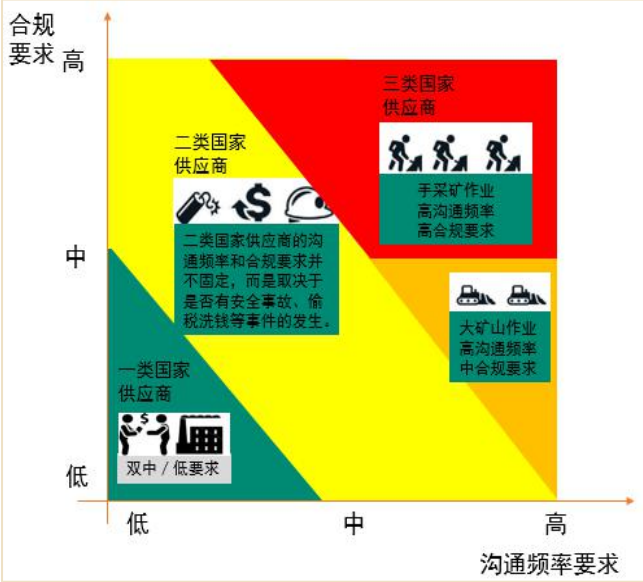 合规
要求
高
中
低
三类国家
供应商
手采矿作业
高沟通频率
高合规要求
二类国家
供应商
$
二类国家供应商的沟
通频率和合规要求并
不固定，而是取决于
是否有安全事故、偷
税洗钱等事件的发生。
大矿山作业
高沟通频率
中合规要求
一类国家
供应商
$
双中 / 低要求
低
中
高
沟通频率要求